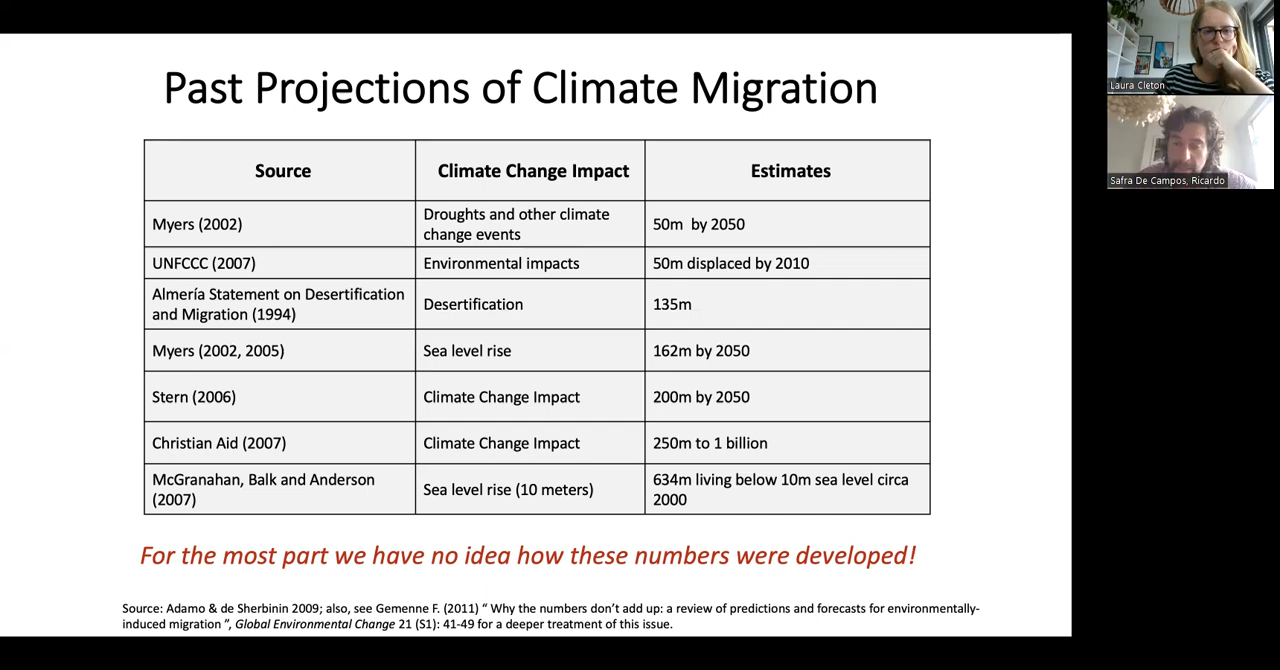 Past Projections of Climate Migration
Source
Climate Change Impact
Estimates
Myers (2002)
Droughts and other climate
change events
50m by 2050
UNFCCC (2007)
Environmental impacts
50m displaced by 2010
Almería Statement on Desertification
and Migration (1994)
Desertification
135m
Myers (2002, 2005)
Sea level rise
162m by 2050
Stern (2006)
Climate Change Impact
200m by 2050
Christian Aid (2007)
Climate Change Impact
250m to 1 billion
McGranahan, Balk and Anderson
(2007)
Sea level rise (10 meters)
634m living below 10m sea level circa
2000
For the most part we have no idea how these numbers were developed!
Source: Adamo & de Sherbinin 2009; also, see Gemenne F. (2011) “ Why the numbers don’t add up: a review of predictions and forecasts for environmentally-
induced migration ”, Global Environmental Change 21 (S1): 41-49 for a deeper treatment of this issue.
Laura Cleton
Safra De Campos, Ricardo